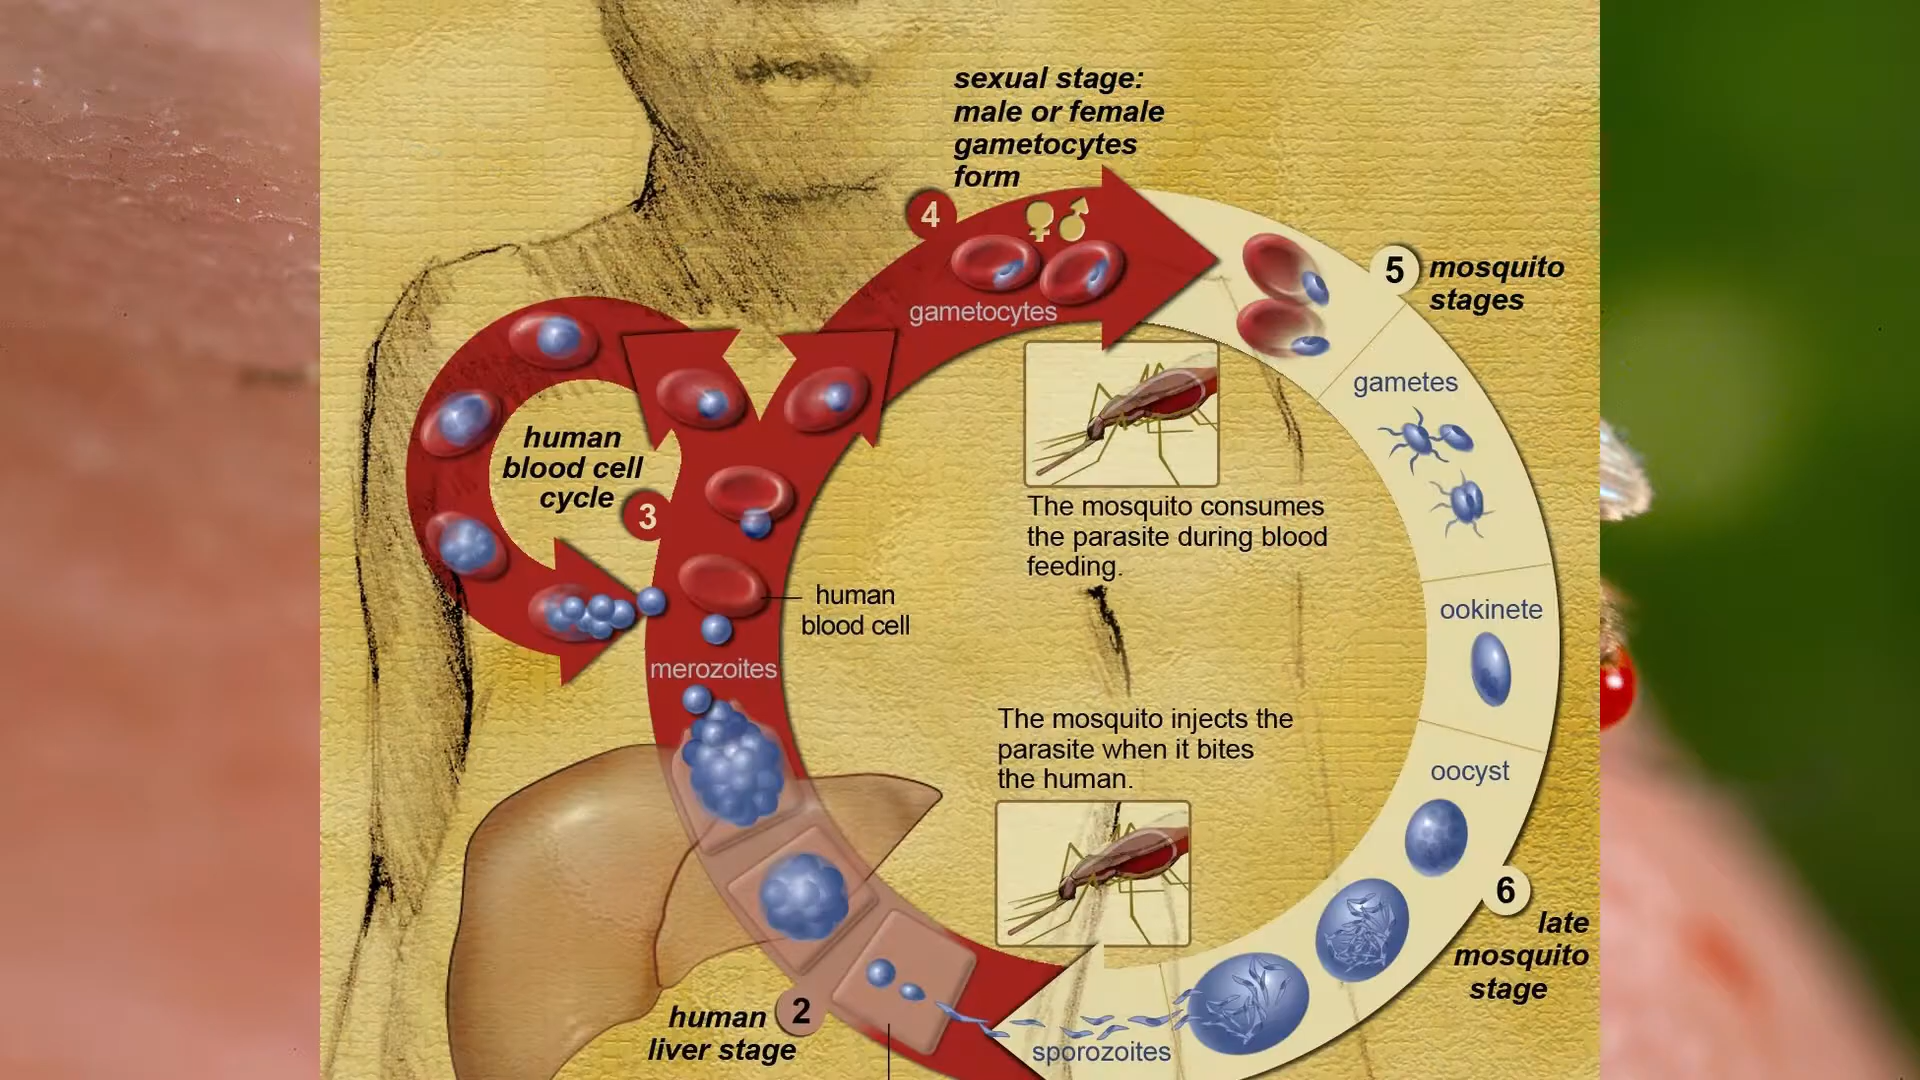 sexual stage:
male or female
gametocytes
form
4
gametocytes
5
mosquito
stages
gametes
human
blood cell
cycle
3
The mosquito consumes
the parasite during blood
feeding.
human
blood cell
ookinete
merozoites
The mosquito injects the
parasite when it bites
the human.
oocyst
6
late
mosquito
stage
2
human
liver stage
sporozoites